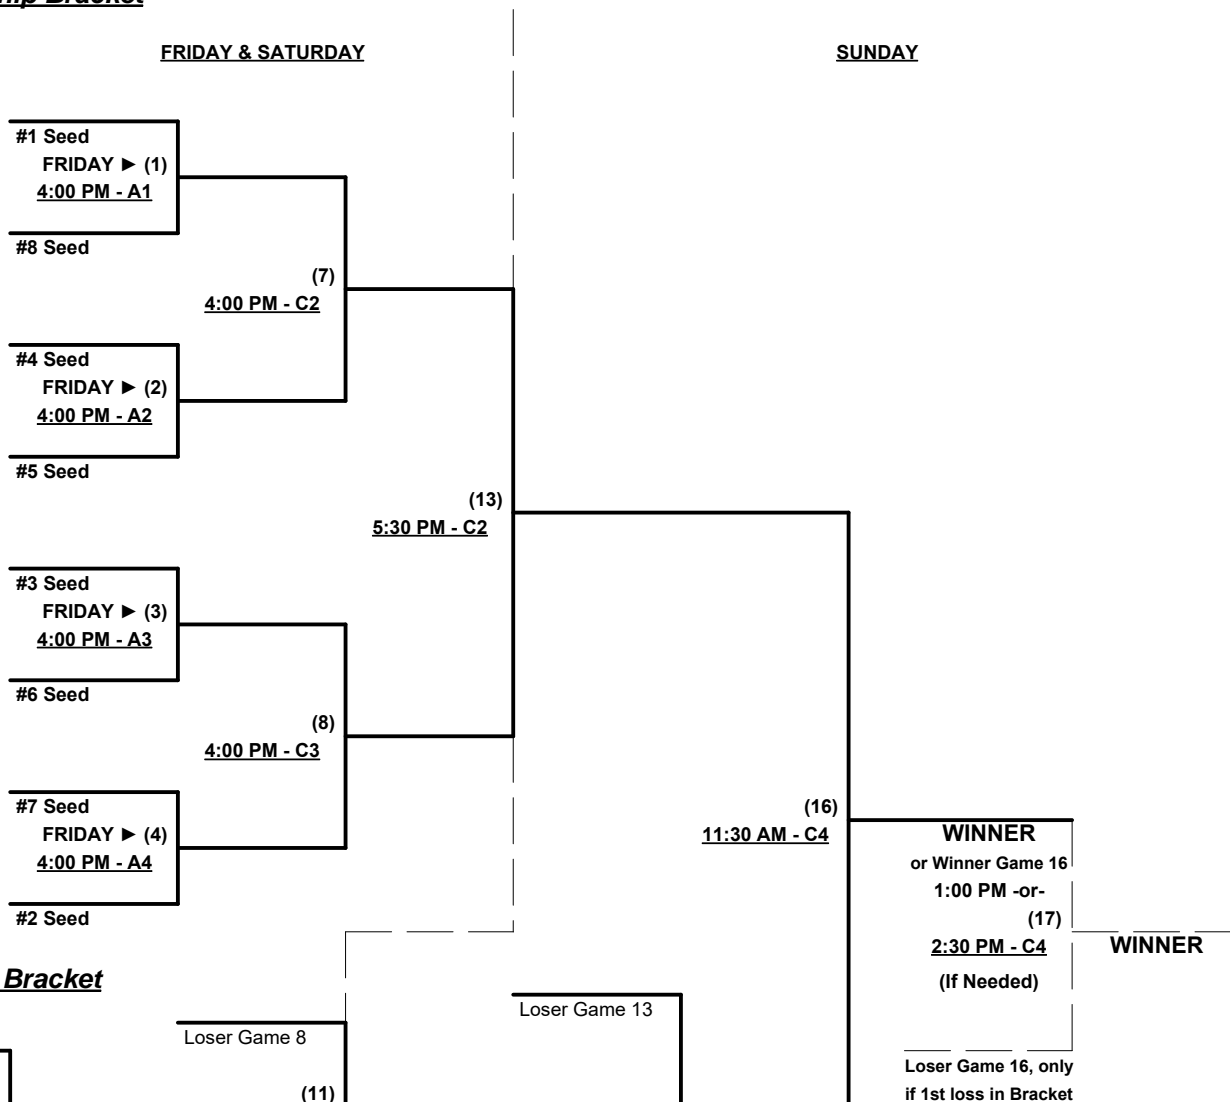 Bracket
FRIDAY & SATURDAY
SUNDAY
#1 Seed
FRIDAY ► (1)
4:00 PM - A1
#8 Seed
(7)
4:00 PM - C2
#4 Seed
FRIDAY ► (2)
4:00 PM - A2
#5 Seed
(13)
5:30 PM - C2
#3 Seed
FRIDAY ► (3)
4:00 PM - A3
#6 Seed
(8)
4:00 PM - C3
#7 Seed
FRIDAY ► (4)
4:00 PM - A4
#2 Seed
(16)
11:30 AM - C4
WINNER
or Winner Game 16
1:00 PM -or-
(17)
2:30 PM - C4
(If Needed)
WINNER
Bracket
Loser Game 8
(11)
Loser Game 13
Loser Game 16, only
if 1st loss in Bracket